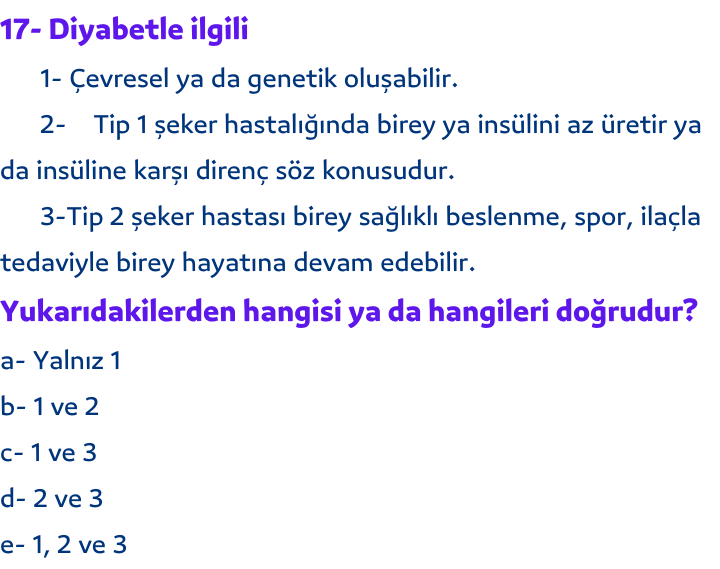 17- Diyabetle ilgili
1- Çevresel ya da genetik oluşabilir.
2- Tip 1 şeker hastalığında birey ya insülini az üretir ya
da insüline karşı direnç söz konusudur.
3-Tip 2 şeker hastası birey sağlıklı beslenme, spor, ilaçla
tedaviyle birey hayatına devam edebilir.
Yukarıdakilerden hangisi ya da hangileri doğrudur?
a- Yalnız 1
b- 1 ve 2
c- 1 ve 3
d- 2 ve 3
e- 1, 2 ve 3